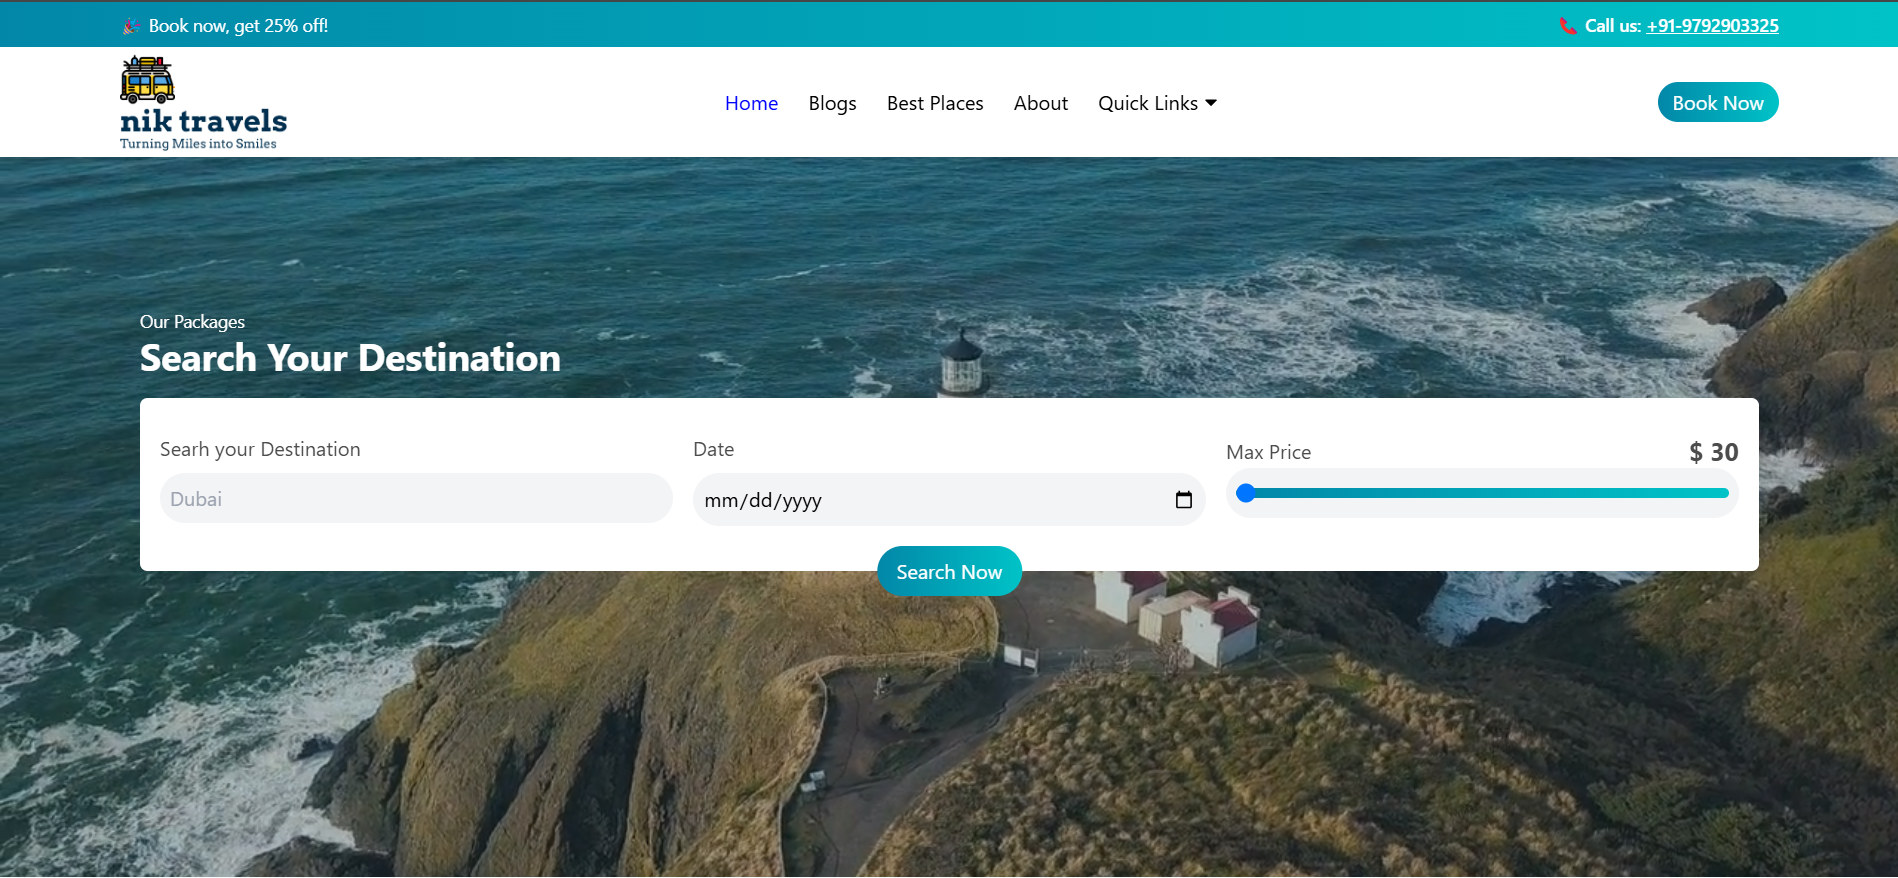 🎉 Book now, get 25% off!
📞 Call us: +91-9792903325
nik travels
Turning Miles into Smiles
Home
Blogs
Best Places
About
Quick Links
Book Now
Our Packages
Search Your Destination
Searh your Destination
Dubai
Date
mm/dd/yyyy
Max Price
$ 30
Search Now